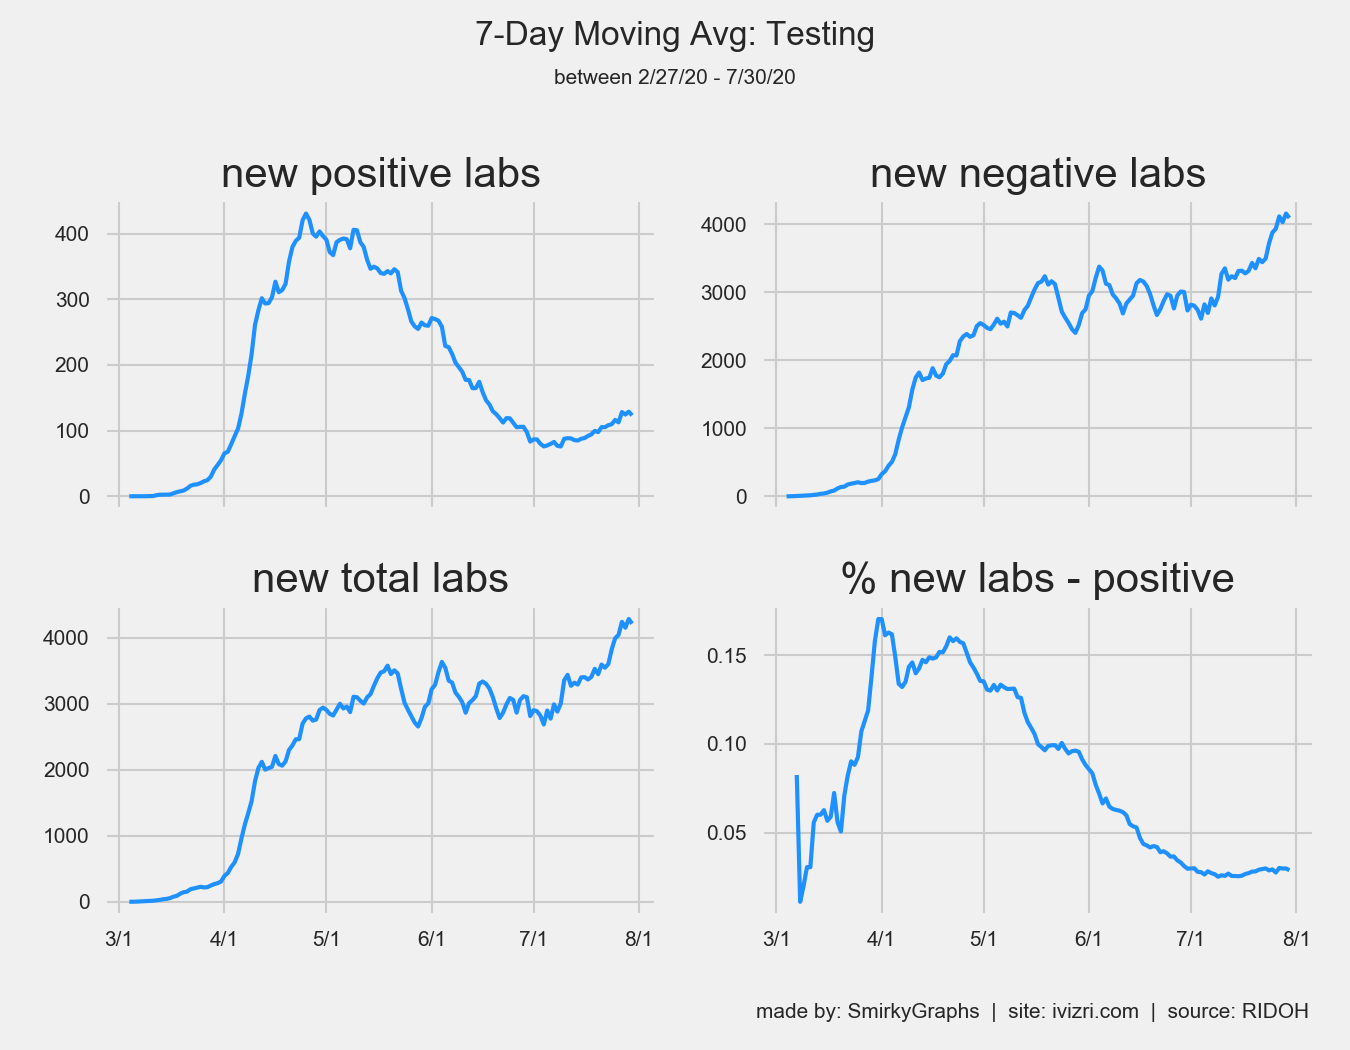 7-Day Moving Avg: Testing
between 2/27/20 - 7/30/20
new positive labs
new negative labs
400
300
200
100
0
4000
3000
2000
1000
0
new total labs
% new labs - positive
4000
3000
2000
1000
0
0.15
0.10
0.05
3/1 4/1 5/1 6/1 7/1 8/1
3/1 4/1 5/1 6/1 7/1 8/1
made by: SmirkyGraphs | site: ivizri.com | source: RIDOH